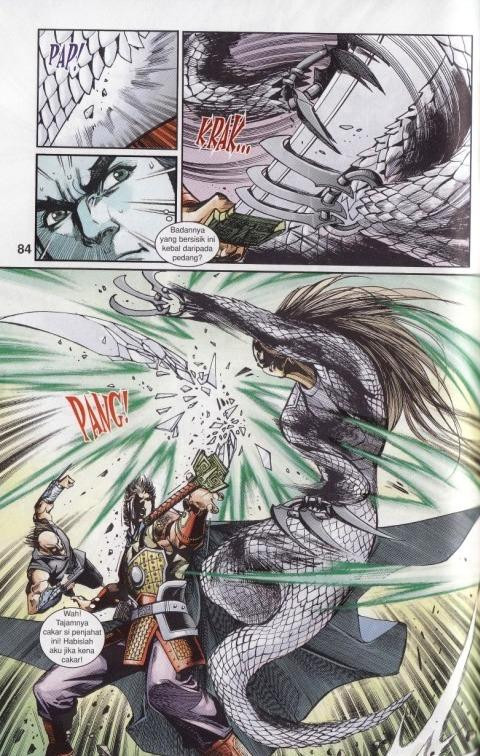 PAP!
KRAK...
Badannya
yang bersisik ini
kebal daripada
pedang?
84
PANG!
Wah!
Tajamnya
cakar si penjahat
ini! Habislah
aku jika kena
cakar!